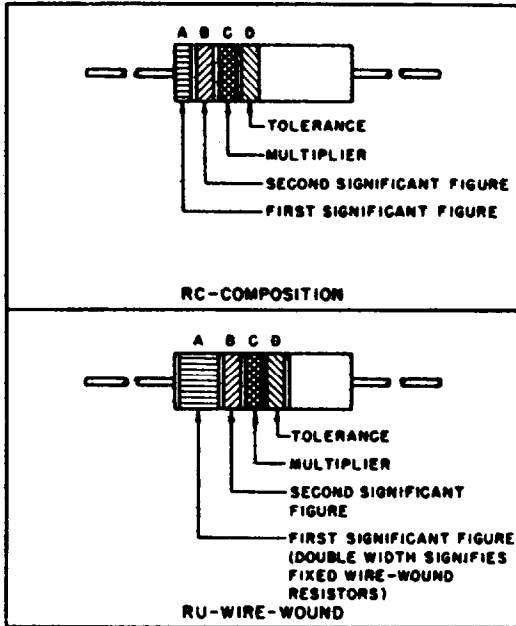 A B C D
TOLERANCE
MULTIPLIER
SECOND SIGNIFICANT FIGURE
FIRST SIGNIFICANT FIGURE
RC-COMPOSITION
A B C D
TOLERANCE
MULTIPLIER
SECOND SIGNIFICANT
FIGURE
FIRST SIGNIFICANT FIGURE
(DOUBLE WIDTH SIGNIFIES
FIXED WIRE-WOUND
RESISTORS)
RU-WIRE-WOUND